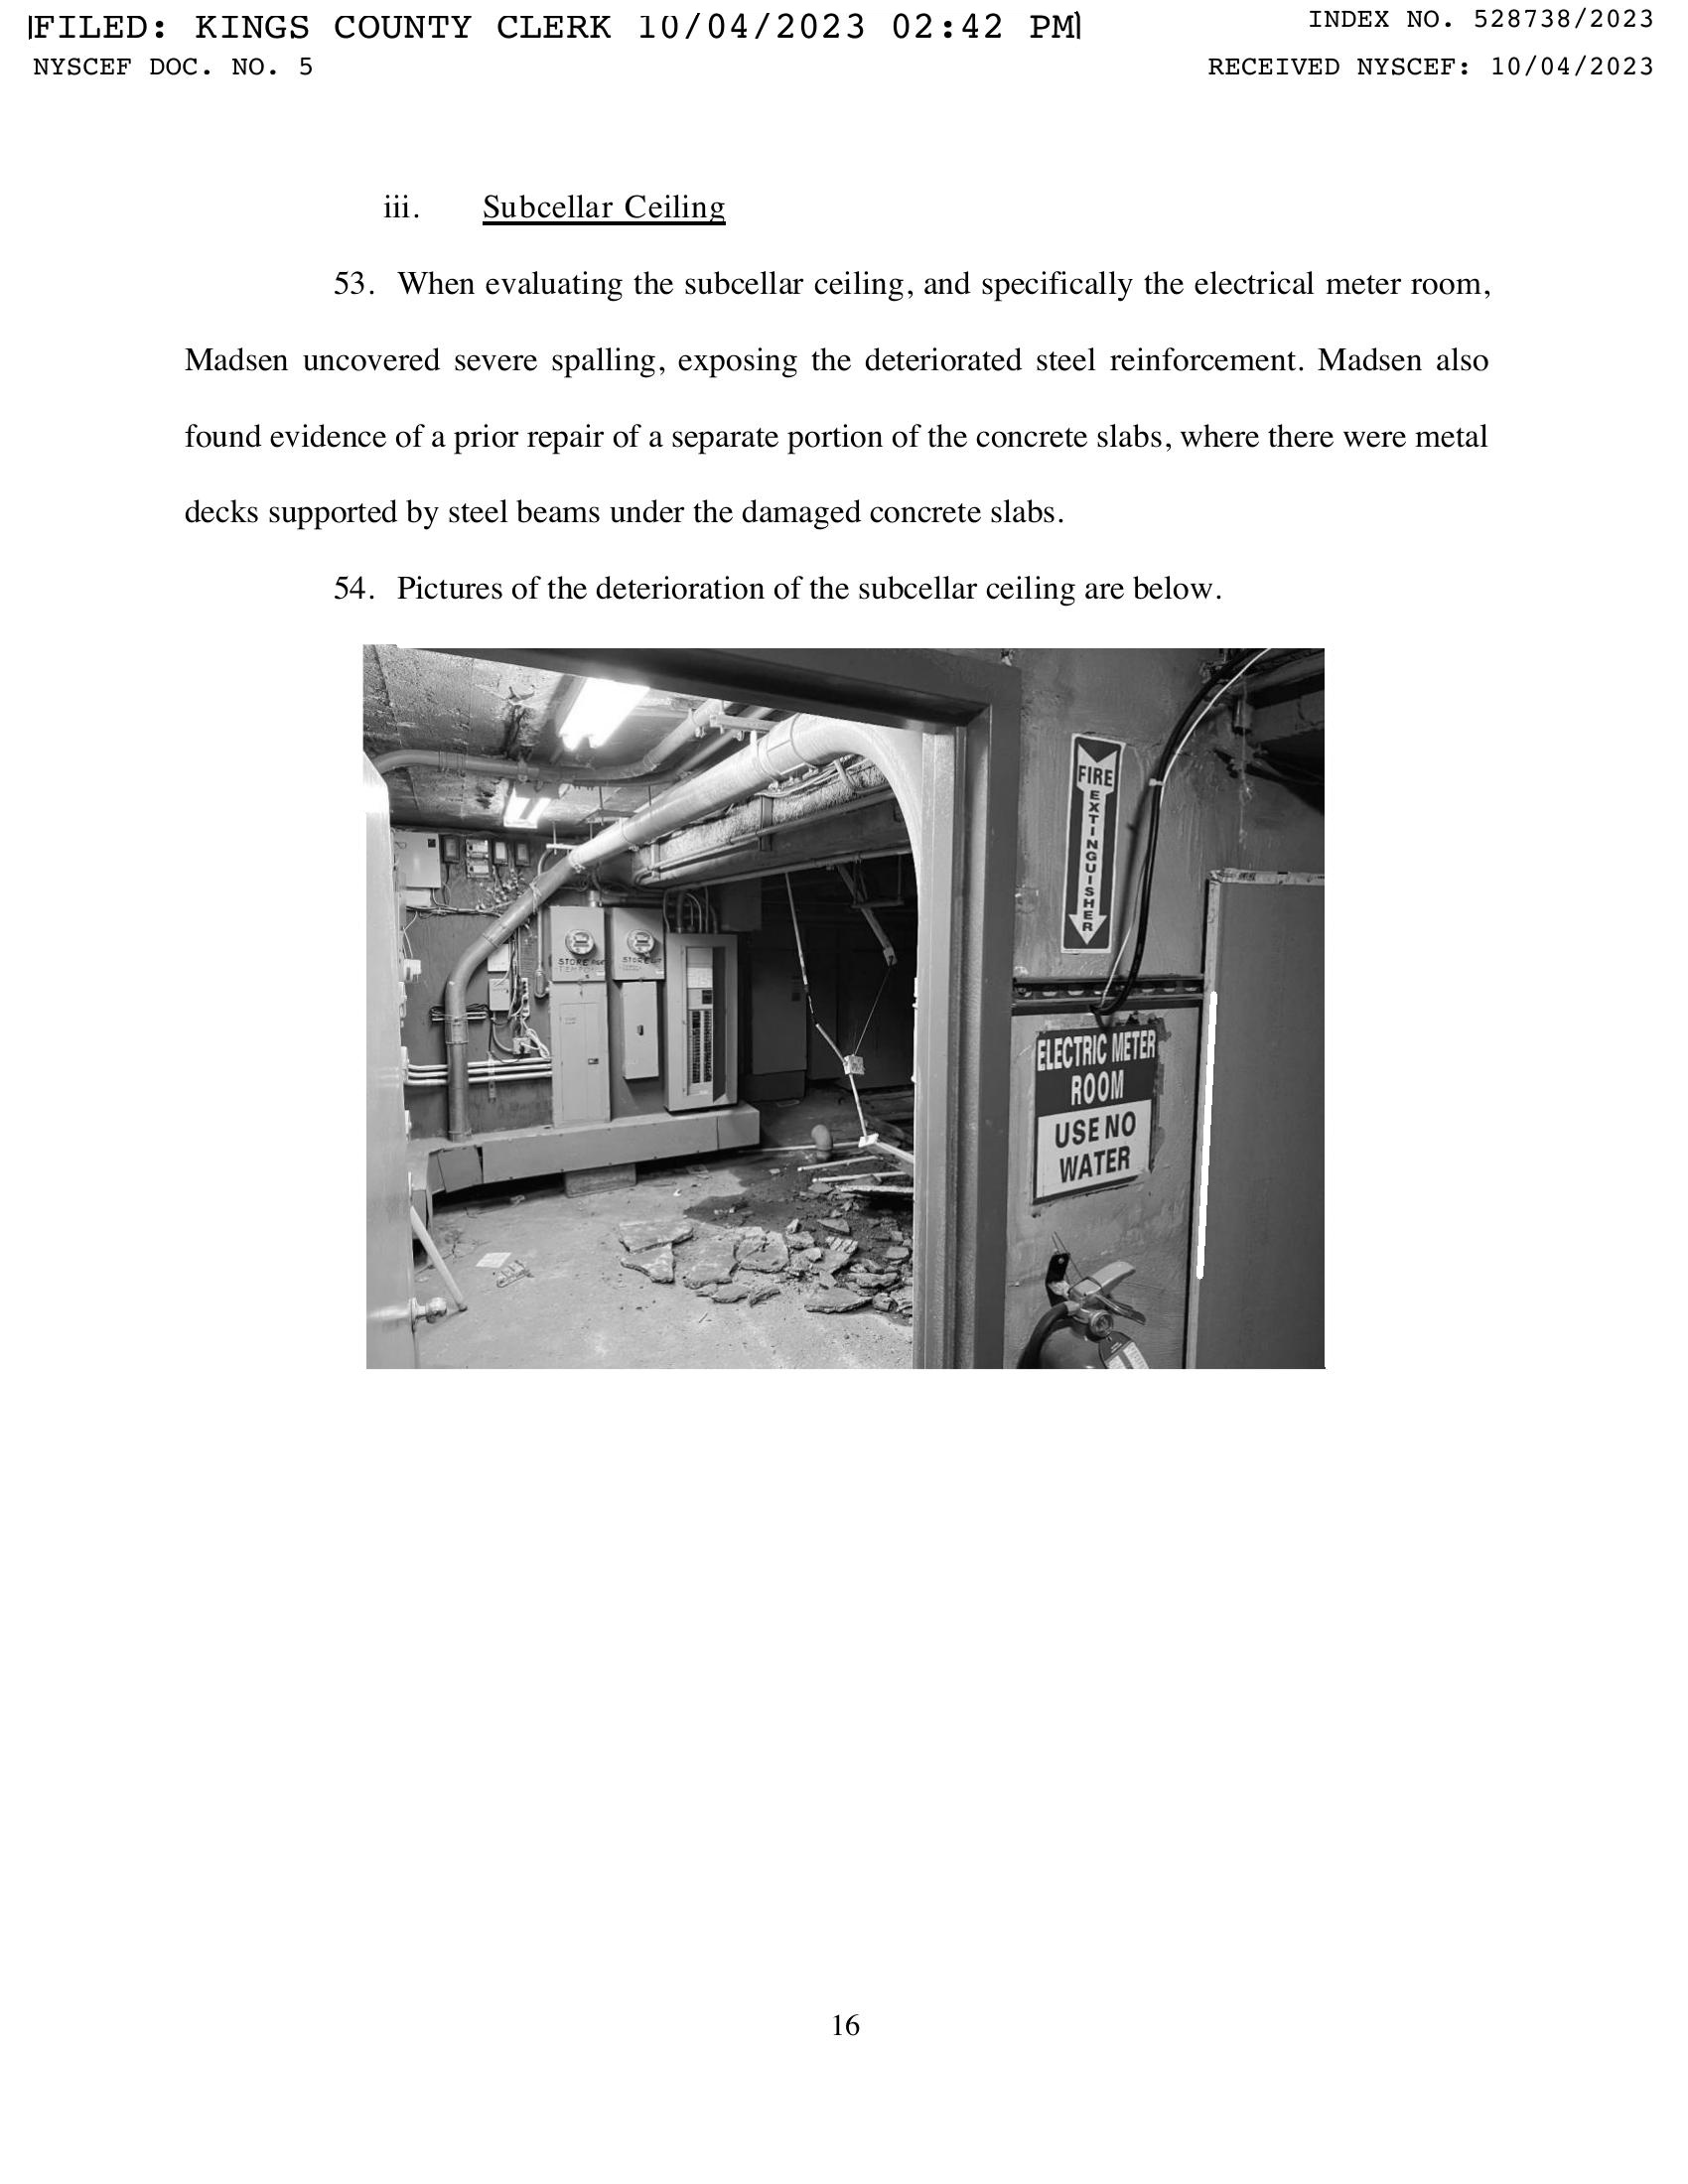 FILED: KINGS COUNTY CLERK 10/04/2023 02:42 PM
INDEX NO. 528738/2023
NYSCEF DOC. NO. 5
RECEIVED NYSCEF: 10/04/2023
iii. Subcellar Ceiling
53. When evaluating the subcellar ceiling, and specifically the electrical meter room,
Madsen uncovered severe spalling, exposing the deteriorated steel reinforcement. Madsen also
found evidence of a prior repair of a separate portion of the concrete slabs, where there were metal
decks supported by steel beams under the damaged concrete slabs.
54. Pictures of the deterioration of the subcellar ceiling are below.
FIRE
EXTINGUISHER
STORE
STORE
ELECTRIC METER
ROOM
USE NO
WATER
16